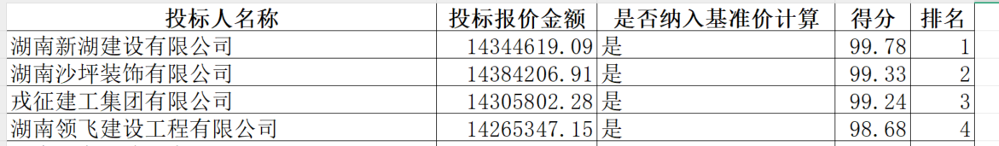 投标人名称 投标报价金额 是否纳入基准价计算 得分 排名
湖南新湖建设有限公司 14344619.09 是 99.78 1
湖南沙坪装饰有限公司 14384206.91 是 99.33 2
戎征建工集团有限公司 14305802.28 是 99.24 3
湖南领飞建设工程有限公司 14265347.15 是 98.68 4